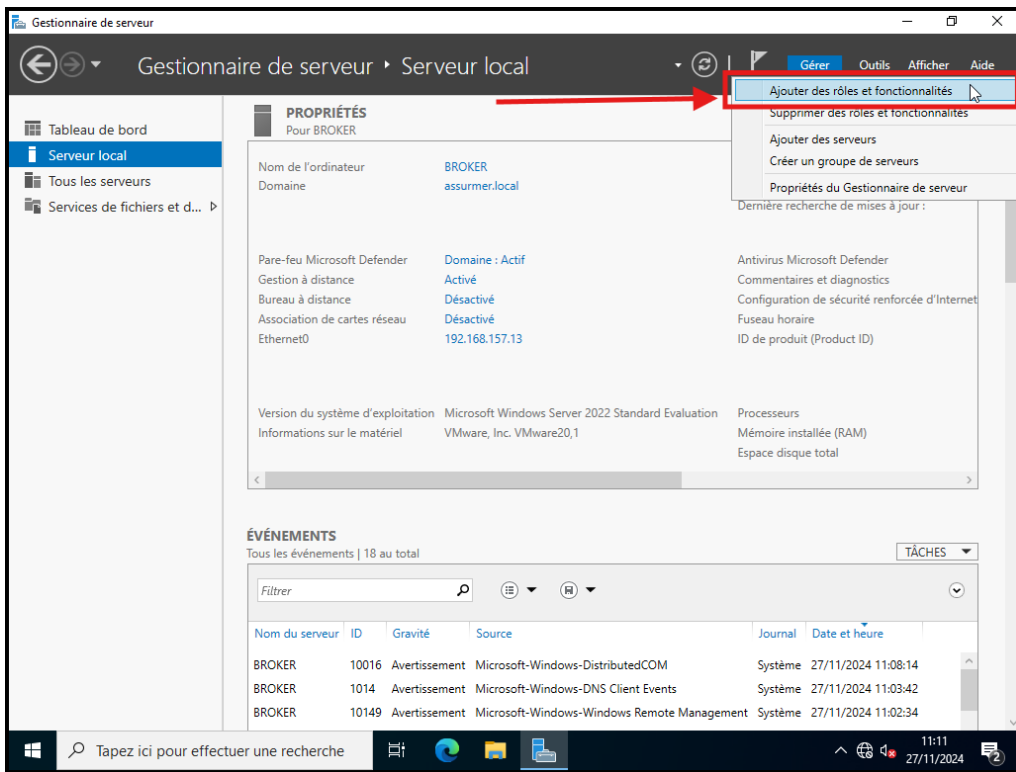 Gestionnaire de serveur
Gestionnaire de serveur • Serveur local
Gérer Outils Afficher Aide
Ajouter des rôles et fonctionnalités
Supprimer des rôles et fonctionnalités
Ajouter des serveurs
Créer un groupe de serveurs
Propriétés du Gestionnaire de serveur
Tableau de bord
Serveur local
Tous les serveurs
Services de fichiers et d...
PROPRIÉTÉS
Pour BROKER
Nom de l'ordinateur BROKER
Domaine assurmer.local
Dernière recherche de mises à jour :
Pare-feu Microsoft Defender Domaine : Actif Antivirus Microsoft Defender
Gestion à distance Activé Commentaires et diagnostics
Bureau à distance Désactivé Configuration de sécurité renforcée d'Internet
Association de cartes réseau Désactivé Fuseau horaire
Ethernet0 192.168.157.13 ID de produit (Product ID)
Version du système d'exploitation Microsoft Windows Server 2022 Standard Evaluation Processeurs
Informations sur le matériel VMware, Inc. VMware20,1 Mémoire installée (RAM)
Espace disque total
ÉVÉNEMENTS
Tous les événements | 18 au total
TÂCHES
Filtrer
Nom du serveur ID Gravité Source Journal Date et heure
BROKER 10016 Avertissement Microsoft-Windows-DistributedCOM Système 27/11/2024 11:08:14
BROKER 1014 Avertissement Microsoft-Windows-DNS Client Events Système 27/11/2024 11:03:42
BROKER 10149 Avertissement Microsoft-Windows-Windows Remote Management Système 27/11/2024 11:02:34
Tapez ici pour effectuer une recherche
11:11
27/11/2024
2